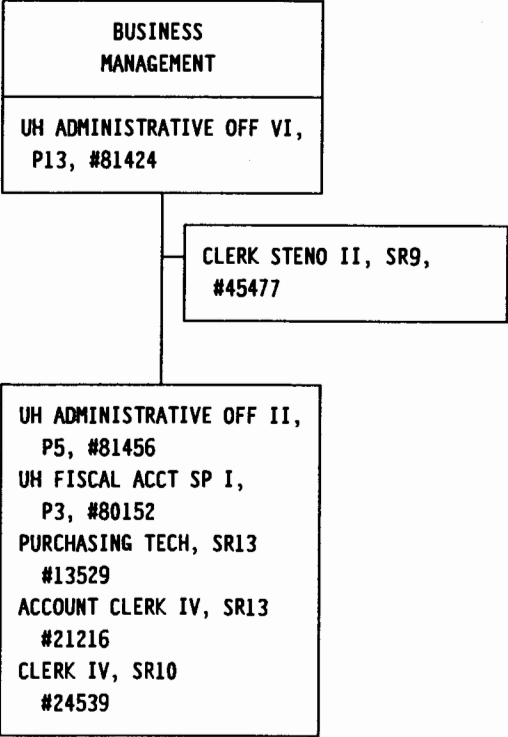 BUSINESS
MANAGEMENT
UH ADMINISTRATIVE OFF VI,
P13, #81424
CLERK STENO II, SR9,
#45477
UH ADMINISTRATIVE OFF II,
P5, #81456
UH FISCAL ACCT SP I,
P3, #80152
PURCHASING TECH, SR13
#13529
ACCOUNT CLERK IV, SR13
#21216
CLERK IV, SR10
#24539